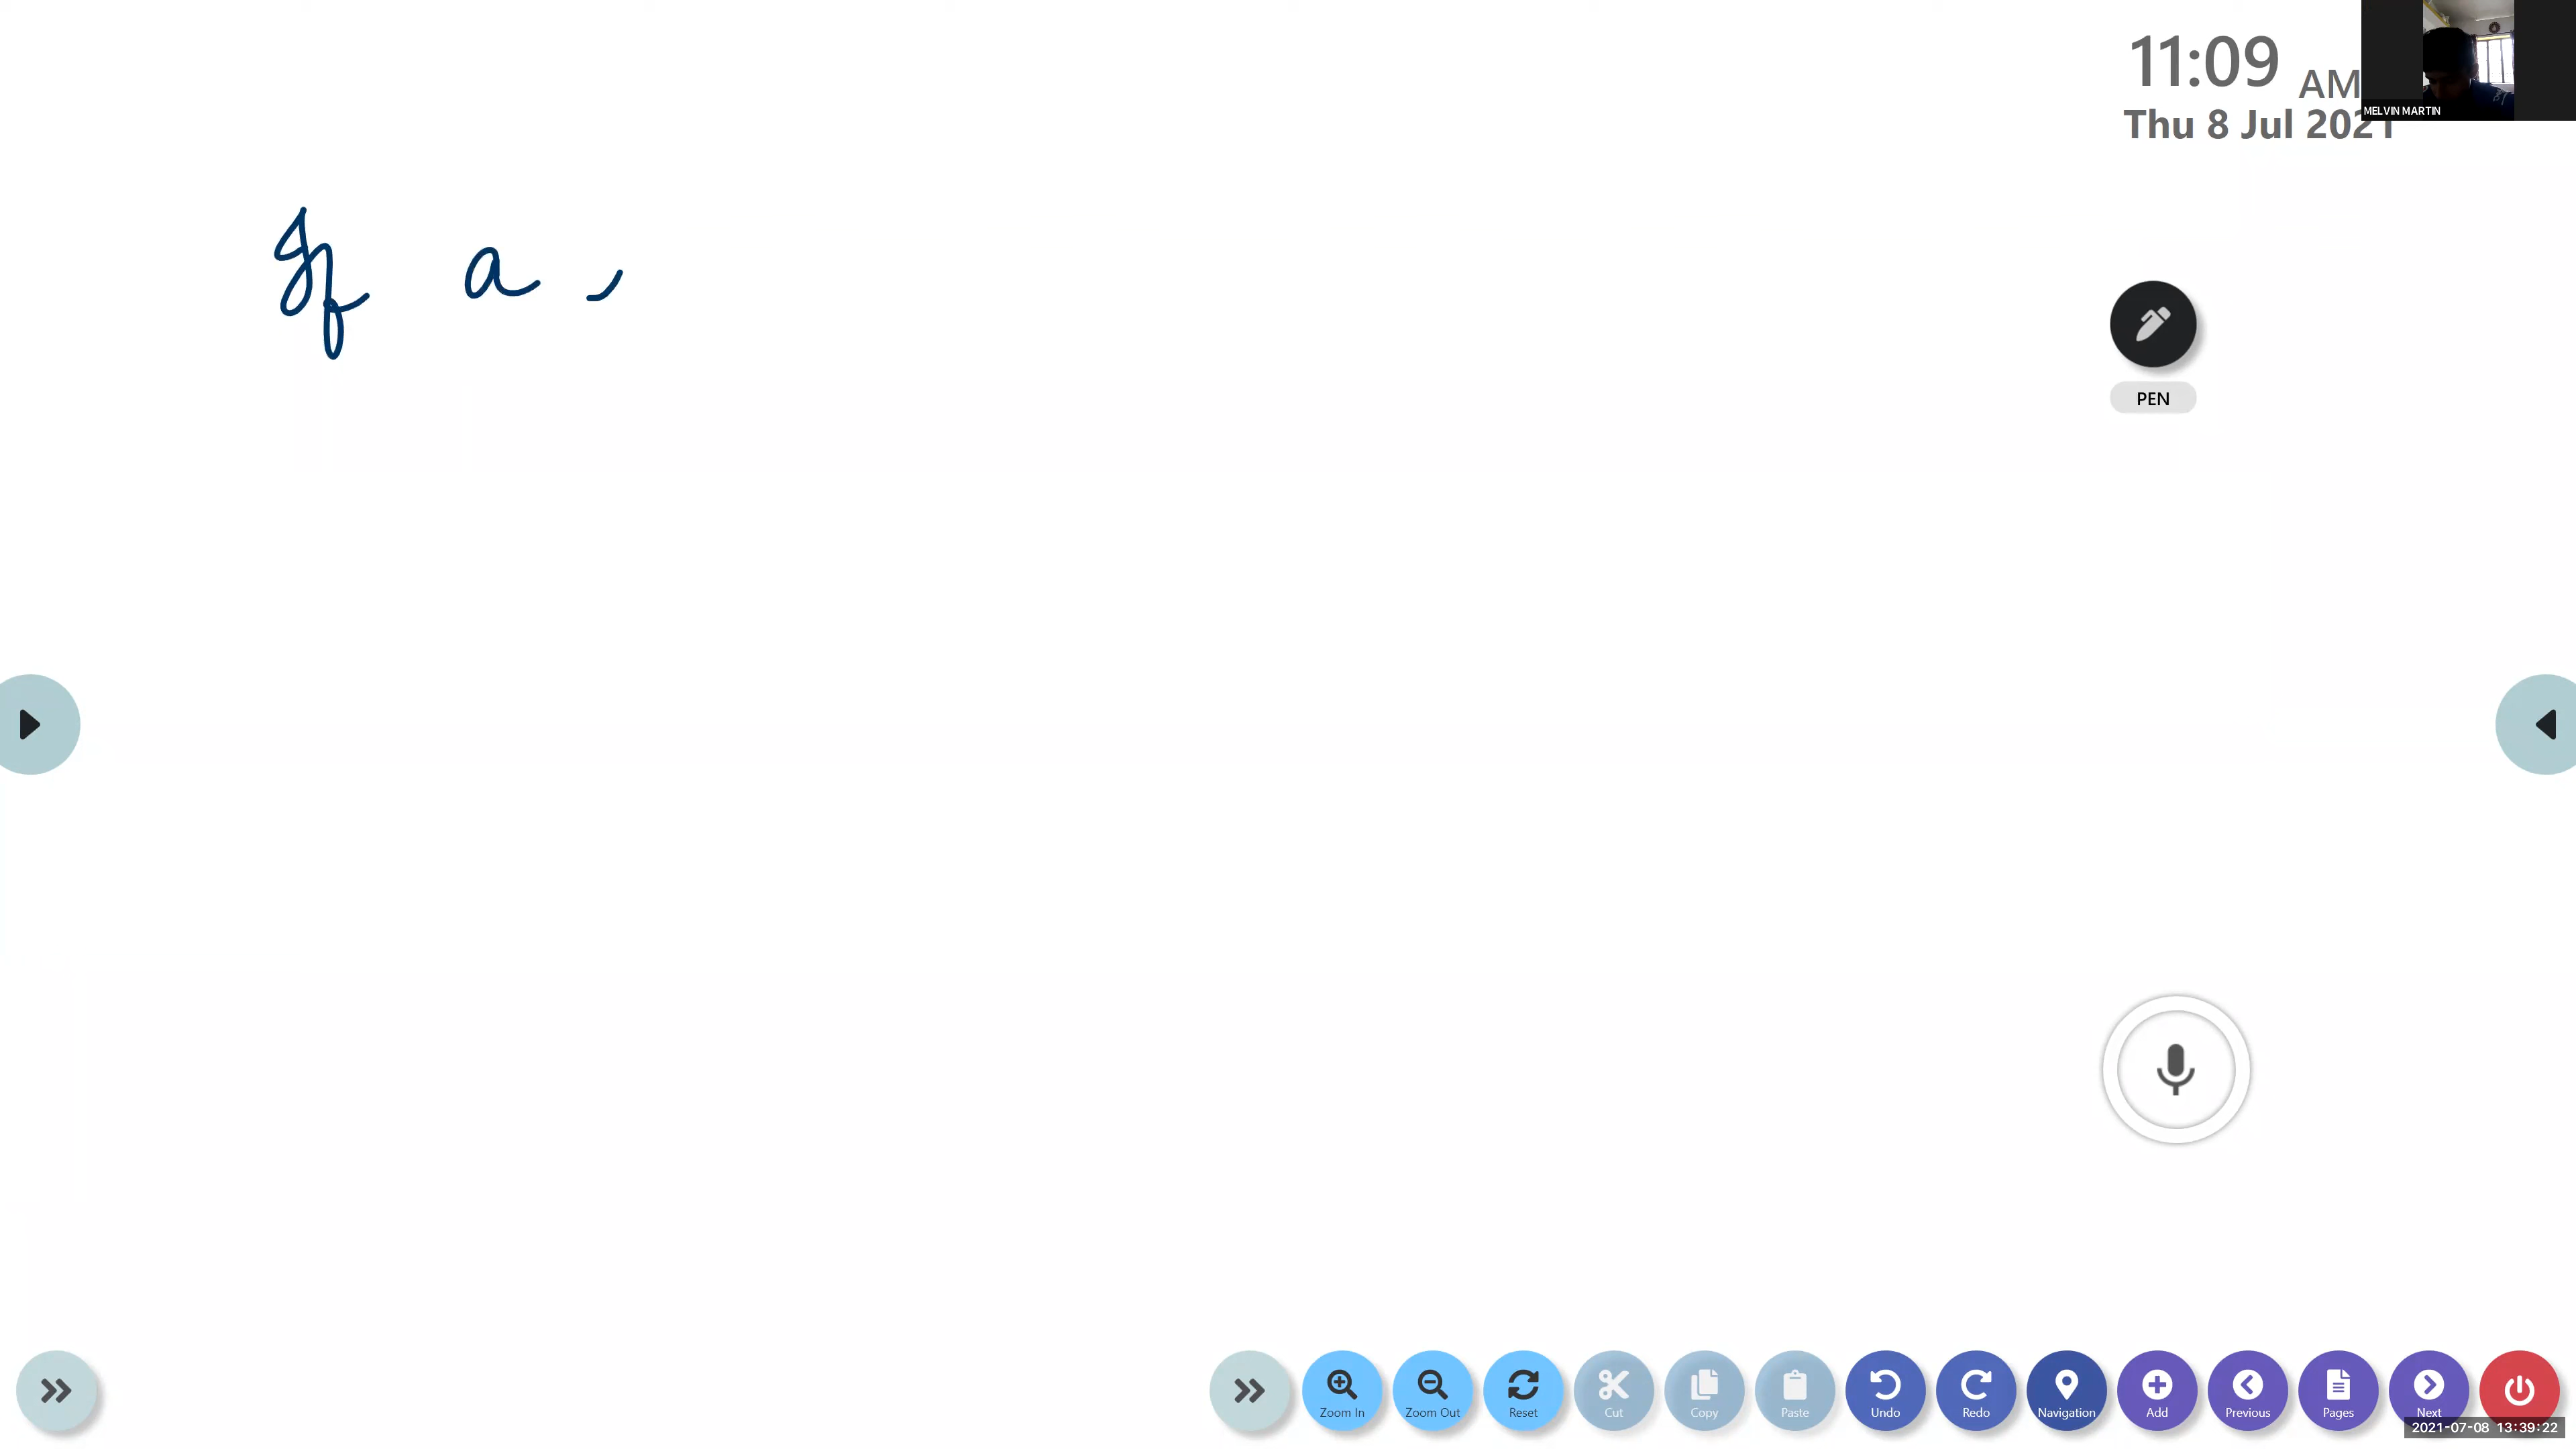 11:09 AM
MELVIN MARTIN
Thu 8 Jul 2021
If a ,
PEN
Zoom In Zoom Out Reset Cut Copy Paste Undo Redo Navigation Add Previous Pages Next
2021-07-08 13:39:22